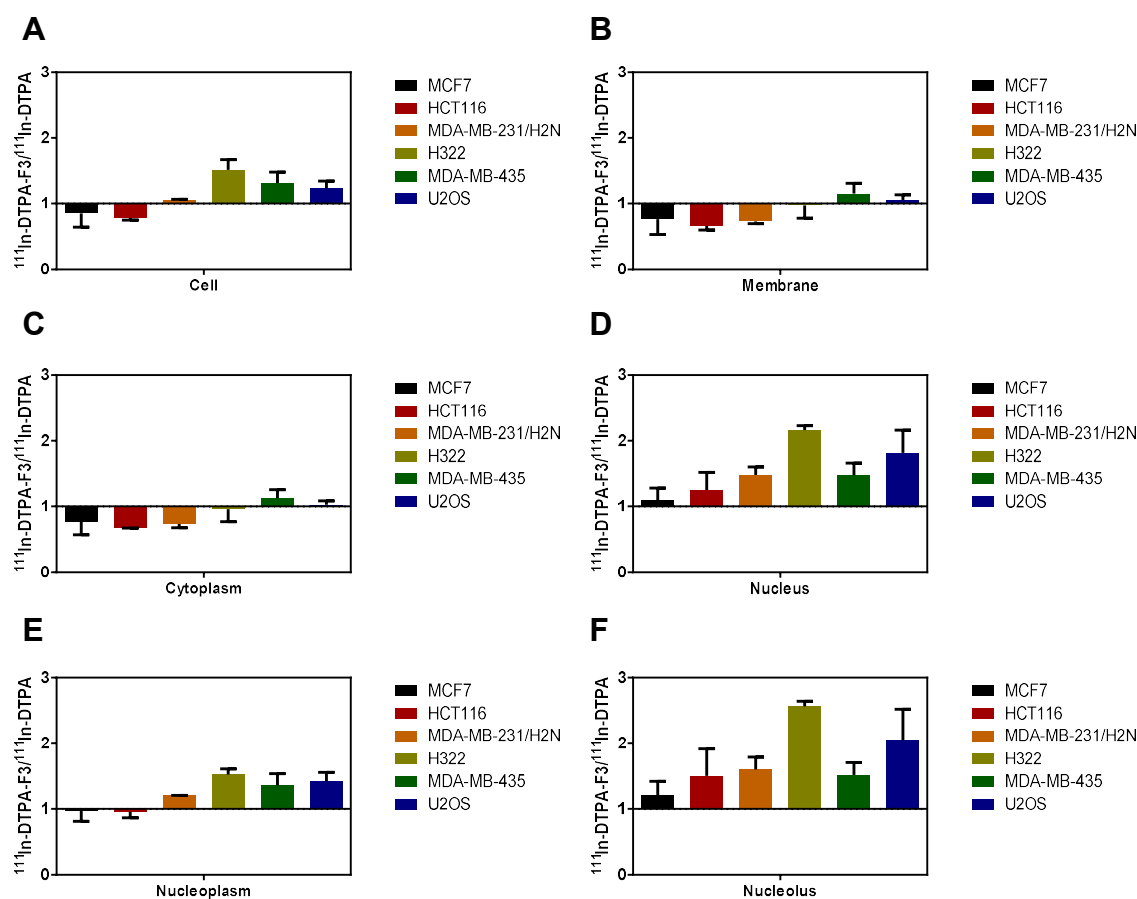 A
¹¹¹In-DTPA-F3/¹¹¹In-DTPA
3
2
1
0
Cell
MCF7
HCT116
MDA-MB-231/H2N
H322
MDA-MB-435
U2OS
B
¹¹¹In-DTPA-F3/¹¹¹In-DTPA
3
2
1
0
Membrane
MCF7
HCT116
MDA-MB-231/H2N
H322
MDA-MB-435
U2OS
C
¹¹¹In-DTPA-F3/¹¹¹In-DTPA
3
2
1
0
Cytoplasm
MCF7
HCT116
MDA-MB-231/H2N
H322
MDA-MB-435
U2OS
D
¹¹¹In-DTPA-F3/¹¹¹In-DTPA
3
2
1
0
Nucleus
MCF7
HCT116
MDA-MB-231/H2N
H322
MDA-MB-435
U2OS
E
¹¹¹In-DTPA-F3/¹¹¹In-DTPA
3
2
1
0
Nucleoplasm
MCF7
HCT116
MDA-MB-231/H2N
H322
MDA-MB-435
U2OS
F
¹¹¹In-DTPA-F3/¹¹¹In-DTPA
3
2
1
0
Nucleolus
MCF7
HCT116
MDA-MB-231/H2N
H322
MDA-MB-435
U2OS